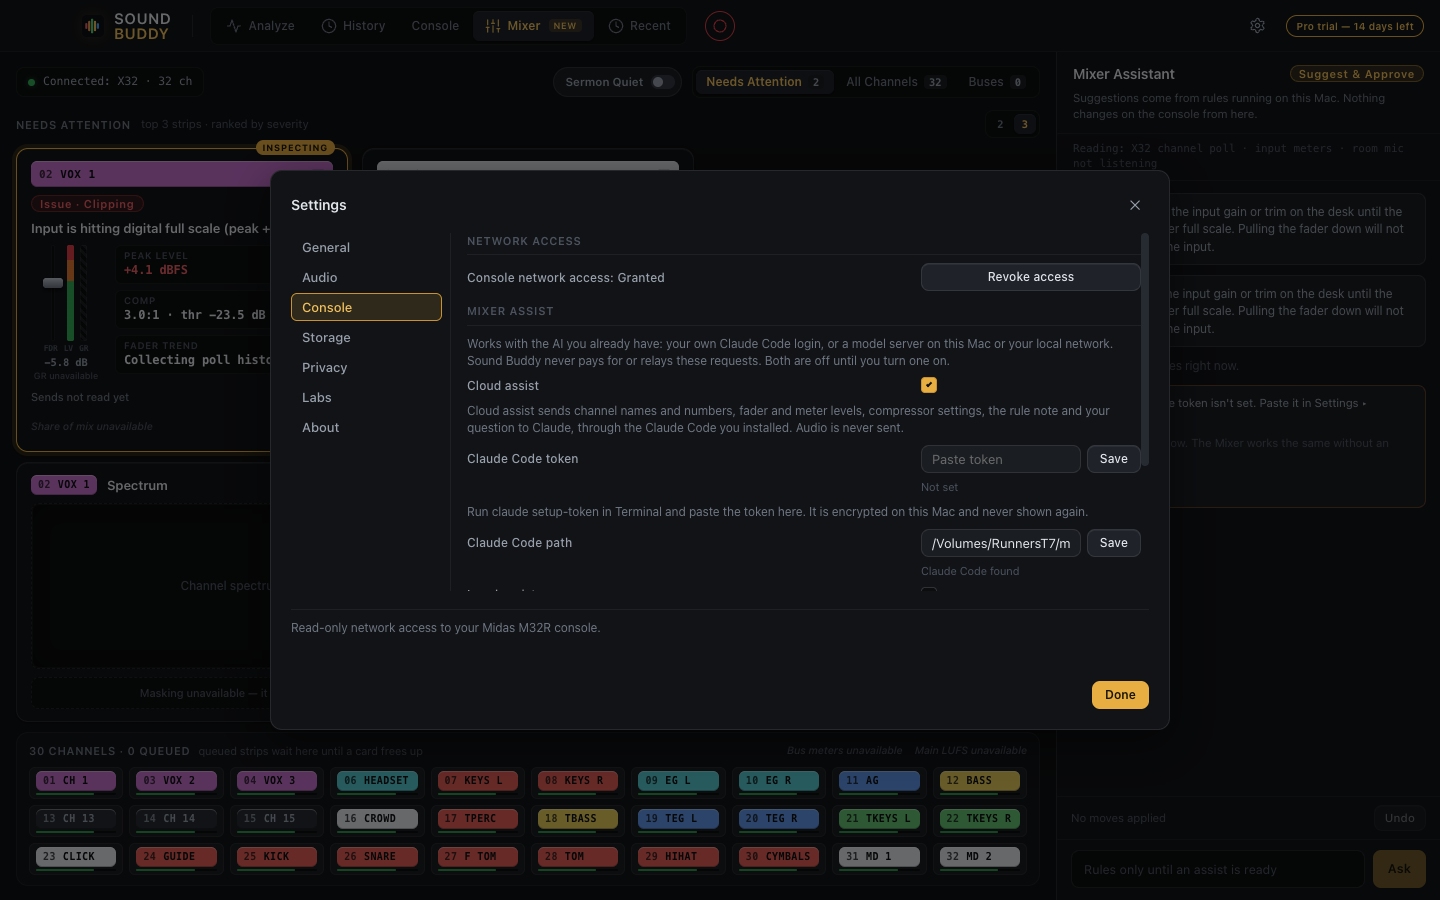 SOUND
BUDDY
Analyze
History
Console
Mixer NEW
Recent
Pro trial — 14 days left
Connected: X32 · 32 ch
Sermon Quiet
Needs Attention 2
All Channels 32
Buses 0
NEEDS ATTENTION top 3 strips · ranked by severity
2 3
INSPECTING
02 VOX 1
Issue · Clipping
Input is hitting digital full scale (peak +
PEAK LEVEL
+4.1 dBFS
COMP
3.0:1 · thr −23.5 dB
FADER TREND
Collecting poll histo
FDR LV GR
−5.8 dB
GR unavailable
Sends not read yet
Share of mix unavailable
02 VOX 1 Spectrum
Channel spectru
Masking unavailable — it
Mixer Assistant
Suggest & Approve
Suggestions come from rules running on this Mac. Nothing
changes on the console from here.
Reading: X32 channel poll · input meters · room mic
not listening
the input gain or trim on the desk until the
er full scale. Pulling the fader down will not
he input.
he input gain or trim on the desk until the
er full scale. Pulling the fader down will not
he input.
es right now.
e token isn't set. Paste it in Settings ▸
ow. The Mixer works the same without an
Settings
General
Audio
Console
Storage
Privacy
Labs
About
NETWORK ACCESS
Console network access: Granted
Revoke access
MIXER ASSIST
Works with the AI you already have: your own Claude Code login, or a model server on this Mac or your local network.
Sound Buddy never pays for or relays these requests. Both are off until you turn one on.
Cloud assist
Cloud assist sends channel names and numbers, fader and meter levels, compressor settings, the rule note and your
question to Claude, through the Claude Code you installed. Audio is never sent.
Claude Code token
Paste token
Save
Not set
Run claude setup-token in Terminal and paste the token here. It is encrypted on this Mac and never shown again.
Claude Code path
/Volumes/RunnersT7/m
Save
Claude Code found
Read-only network access to your Midas M32R console.
Done
30 CHANNELS · 0 QUEUED queued strips wait here until a card frees up
Bus meters unavailable Main LUFS unavailable
01 CH 1
03 VOX 2
04 VOX 3
06 HEADSET
07 KEYS L
08 KEYS R
09 EG L
10 EG R
11 AG
12 BASS
13 CH 13
14 CH 14
15 CH 15
16 CROWD
17 TPERC
18 TBASS
19 TEG L
20 TEG R
21 TKEYS L
22 TKEYS R
23 CLICK
24 GUIDE
25 KICK
26 SNARE
27 F TOM
28 TOM
29 HIHAT
30 CYMBALS
31 MD 1
32 MD 2
No moves applied
Undo
Rules only until an assist is ready
Ask